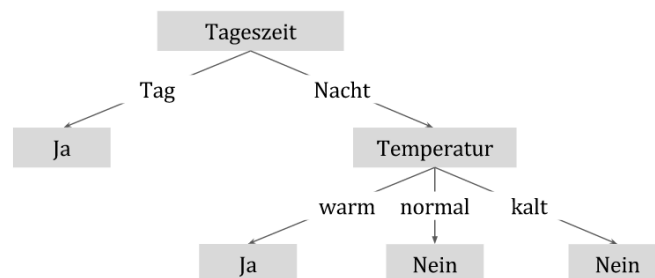 Tageszeit
Tag Nacht
Ja Temperatur
warm normal kalt
Ja Nein Nein